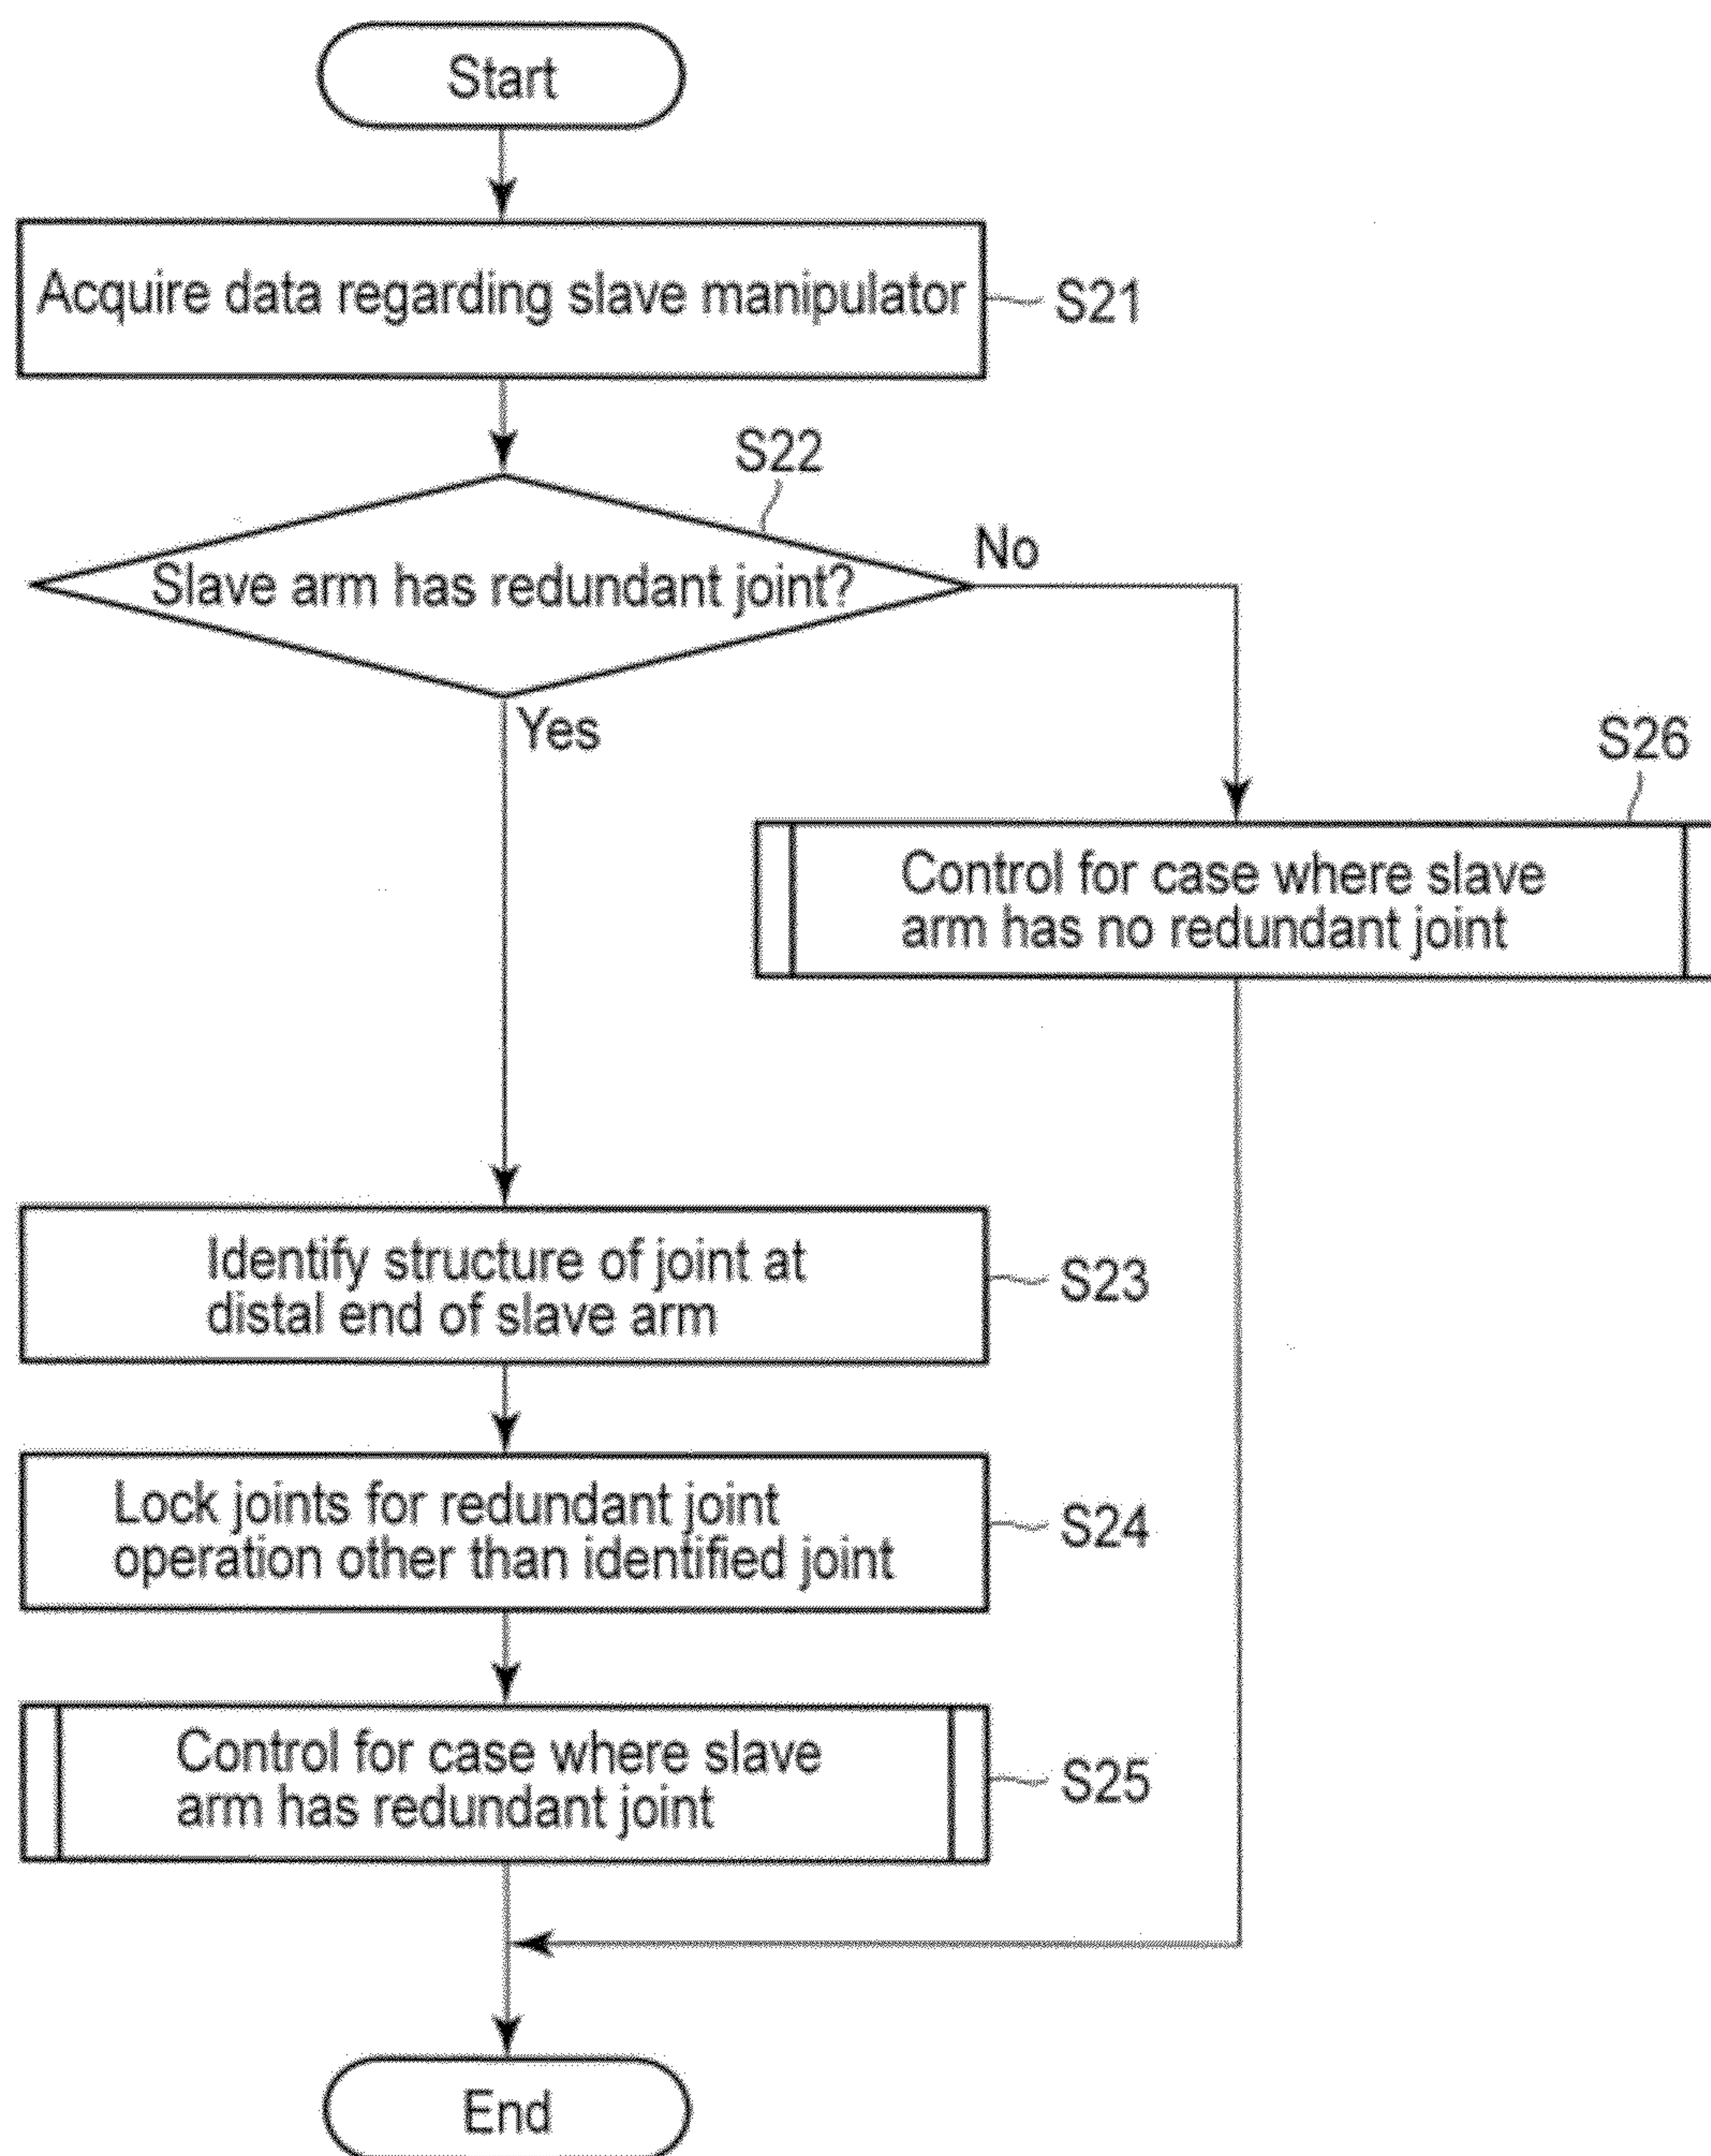 Start
Acquire data regarding slave manipulator
S21
S22
Slave arm has redundant joint?
No
Yes
S26
Control for case where slave
arm has no redundant joint
Identify structure of joint at
distal end of slave arm
S23
Lock joints for redundant joint
operation other than identified joint
S24
Control for case where slave
arm has redundant joint
S25
End